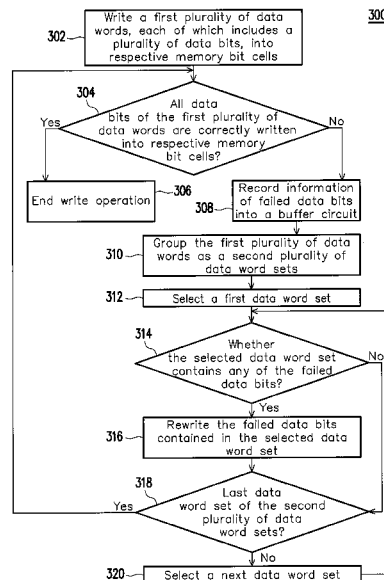 300
302
Write a first plurality of data
words, each of which includes a
plurality of data bits, into
respective memory bit cells
304
All data
bits of the first plurality of
data words are correctly written
into respective memory
bit cells?
Yes
No
End write operation
306
Record information
of failed data bits
into a buffer circuit
308
310
Group the first plurality of data
words as a second plurality of
data word sets
312
Select a first data word set
314
Whether
the selected data word set
contains any of the failed
data bits?
No
Yes
316
Rewrite the failed data bits
contained in the selected data
word set
318
Last data
word set of the second
plurality of data
word sets?
Yes
No
320
Select a next data word set